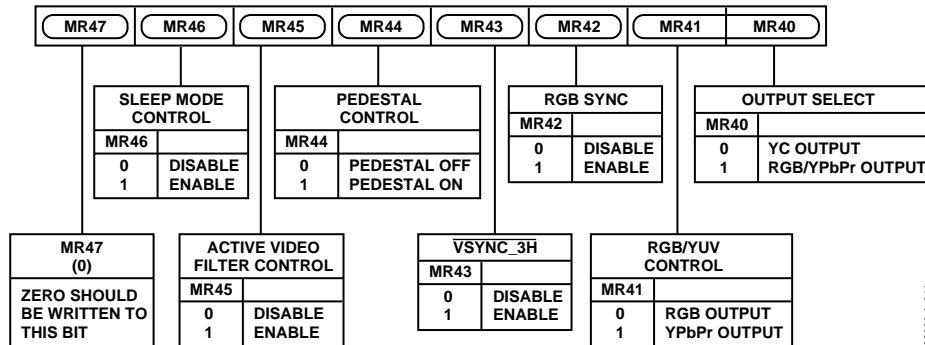 MR47 MR46 MR45 MR44 MR43 MR42 MR41 MR40
SLEEP MODE
CONTROL
MR46
0 DISABLE
1 ENABLE
PEDESTAL
CONTROL
MR44
0 PEDESTAL OFF
1 PEDESTAL ON
RGB SYNC
MR42
0 DISABLE
1 ENABLE
OUTPUT SELECT
MR40
0 YC OUTPUT
1 RGB/YPbPr OUTPUT
MR47
(0)
ZERO SHOULD
BE WRITTEN TO
THIS BIT
ACTIVE VIDEO
FILTER CONTROL
MR45
0 DISABLE
1 ENABLE
VSYNC_3H
MR43
0 DISABLE
1 ENABLE
RGB/YUV
CONTROL
MR41
0 RGB OUTPUT
1 YPbPr OUTPUT